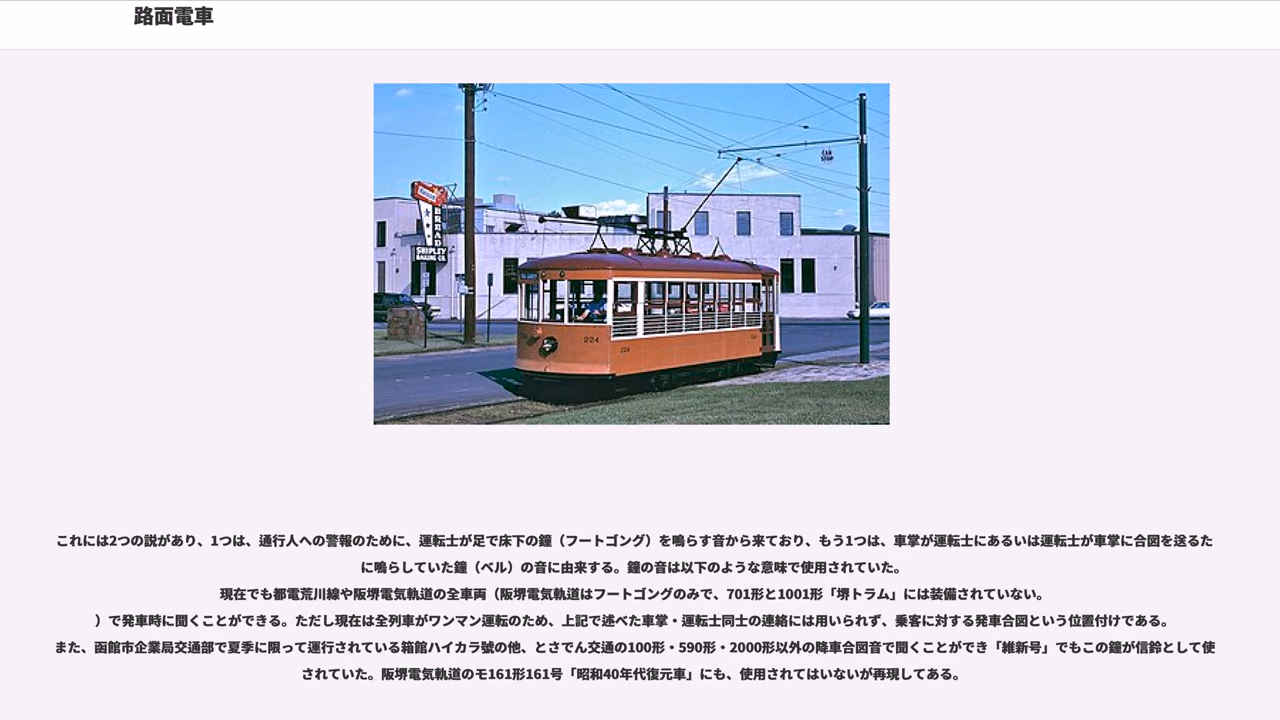 路面電車
CAR
STOP
BREAD
SHIPLEY
BAKING CO.
224
224
これには2つの説があり、1つは、通行人への警報のために、運転士が足で床下の鐘（フートゴング）を鳴らす音から来ており、もう1つは、車掌が運転士にあるいは運転士が車掌に合図を送るた
に鳴らしていた鐘（ベル）の音に由来する。鐘の音は以下のような意味で使用されていた。
現在でも都電荒川線や阪堺電気軌道の全車両（阪堺電気軌道はフートゴングのみで、701形と1001形「堺トラム」には装備されていない。
）で発車時に聞くことができる。ただし現在は全列車がワンマン運転のため、上記で述べた車掌・運転士同士の連絡には用いられず、乗客に対する発車合図という位置付けである。
また、函館市企業局交通部で夏季に限って運行されている箱館ハイカラ號の他、とさでん交通の100形・590形・2000形以外の降車合図音で聞くことができ「維新号」でもこの鐘が信鈴として使
されていた。阪堺電気軌道のモ161形161号「昭和40年代復元車」にも、使用されてはいないが再現してある。